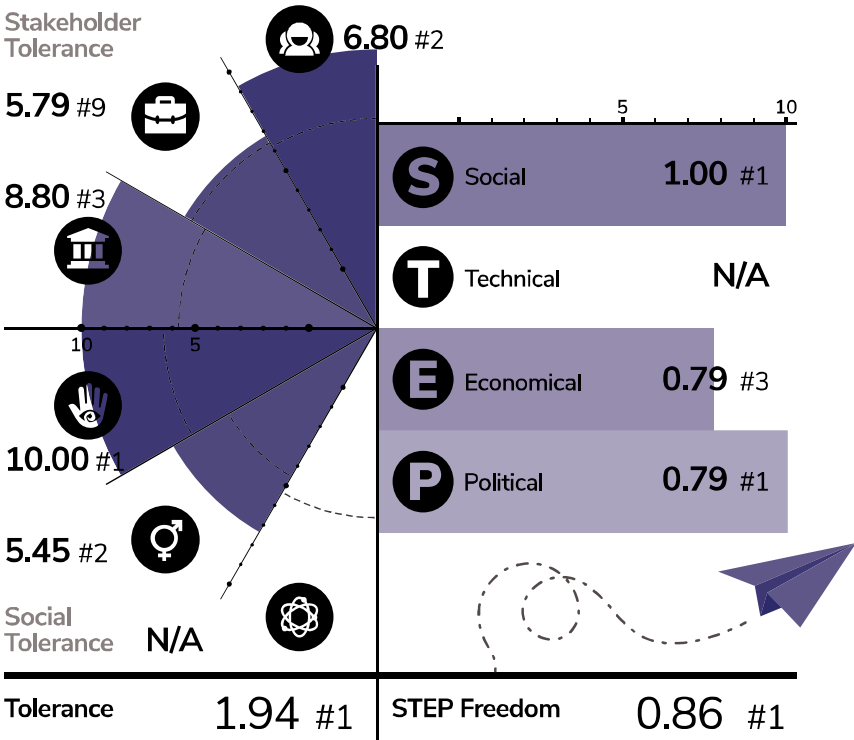 Stakeholder
Tolerance
6.80 #2
5.79 #9
8.80 #3
10 5
10.00 #1
5.45 #2
Social
Tolerance
N/A
5 10
S Social 1.00 #1
T Technical N/A
E Economical 0.79 #3
P Political 0.79 #1
Tolerance 1.94 #1
STEP Freedom 0.86 #1